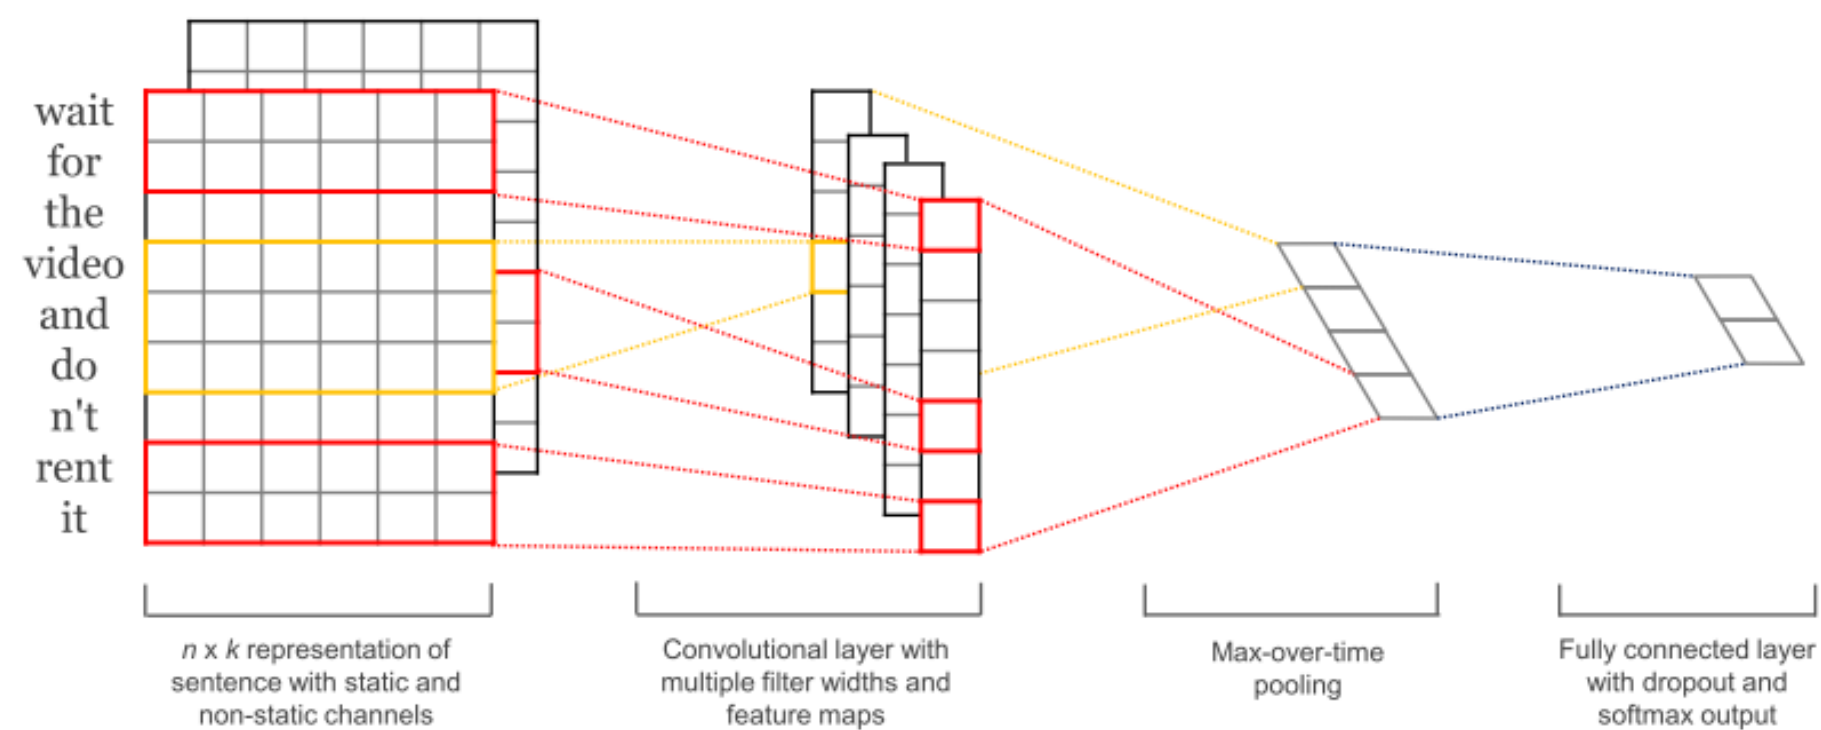 wait
for
the
video
and
do
n't
rent
it
n x k representation of
sentence with static and
non-static channels
Convolutional layer with
multiple filter widths and
feature maps
Max-over-time
pooling
Fully connected layer
with dropout and
softmax output